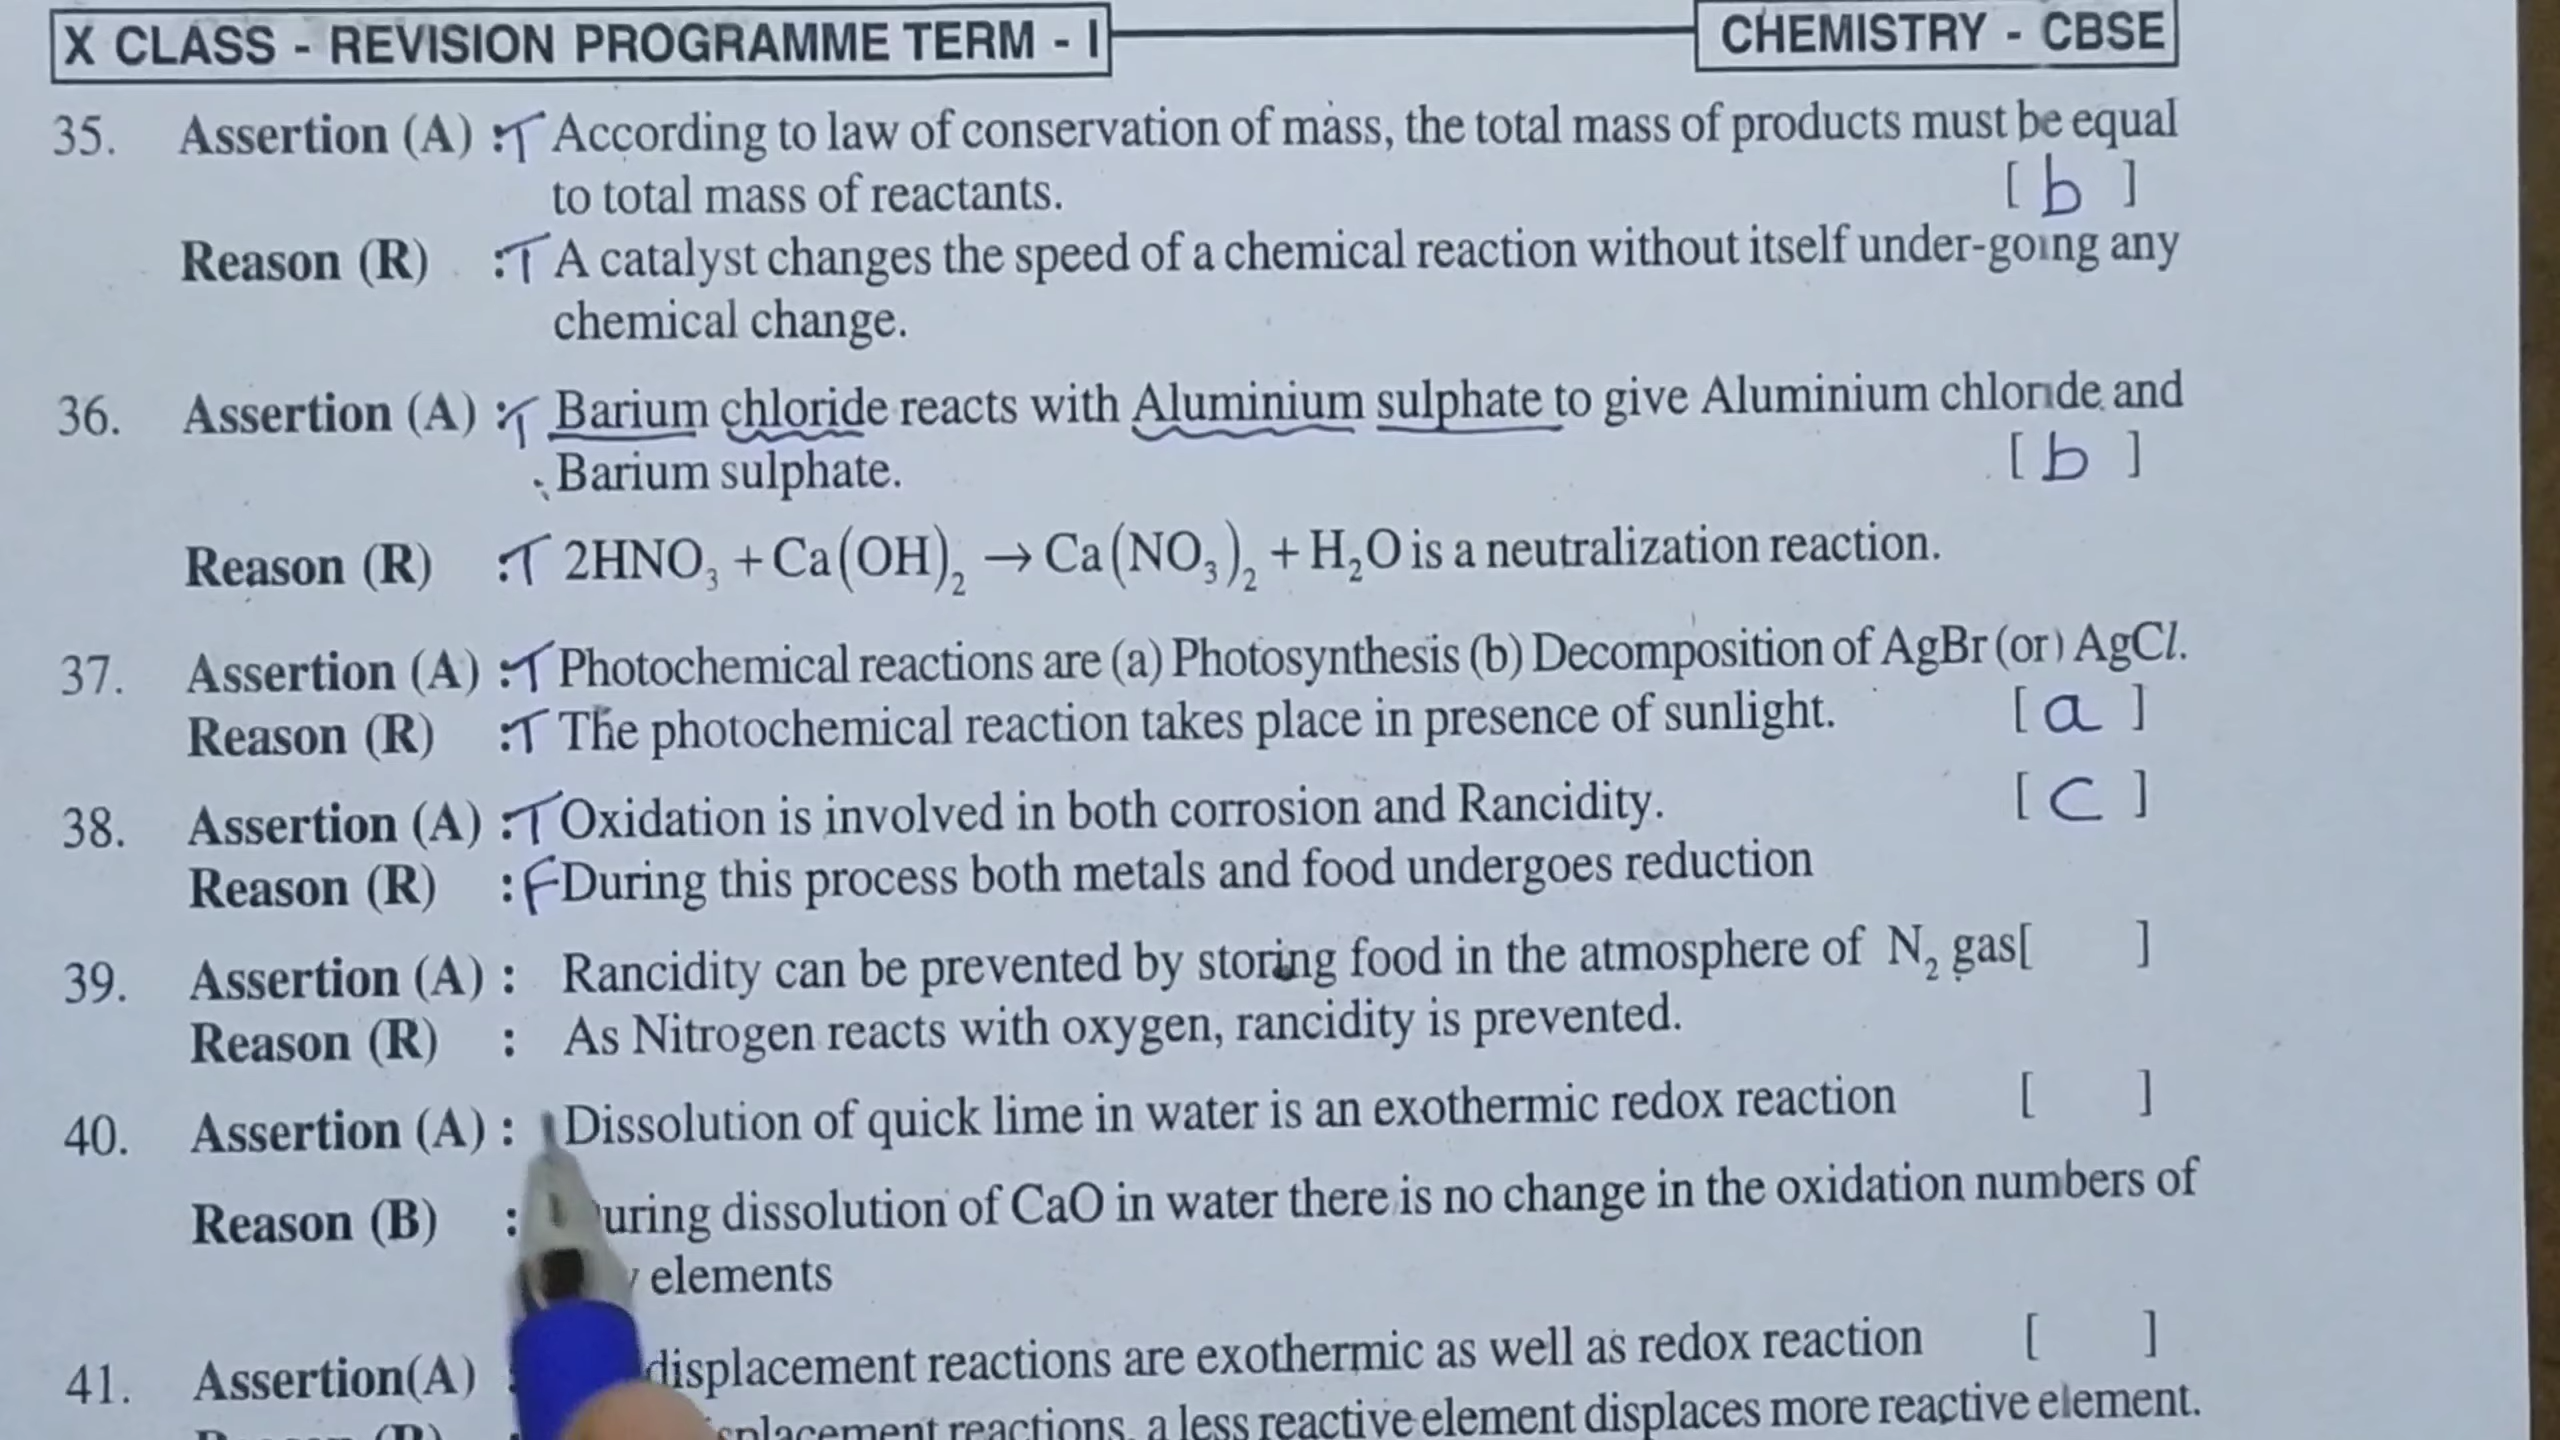 X CLASS - REVISION PROGRAMME TERM - I CHEMISTRY - CBSE
35. Assertion (A) : T According to law of conservation of mass, the total mass of products must be equal
to total mass of reactants. [ b ]
Reason (R) : T A catalyst changes the speed of a chemical reaction without itself under-going any
chemical change.
36. Assertion (A) : T Barium chloride reacts with Aluminium sulphate to give Aluminium chloride and
Barium sulphate. [ b ]
Reason (R) : T 2HNO₃ + Ca(OH)₂ → Ca(NO₃)₂ + H₂O is a neutralization reaction.
37. Assertion (A) : T Photochemical reactions are (a) Photosynthesis (b) Decomposition of AgBr (or) AgCl.
Reason (R) : T The photochemical reaction takes place in presence of sunlight. [ a ]
38. Assertion (A) : T Oxidation is involved in both corrosion and Rancidity. [ c ]
Reason (R) : F During this process both metals and food undergoes reduction
39. Assertion (A) : Rancidity can be prevented by storing food in the atmosphere of N₂ gas[ ]
Reason (R) : As Nitrogen reacts with oxygen, rancidity is prevented.
40. Assertion (A) : Dissolution of quick lime in water is an exothermic redox reaction [ ]
Reason (B) : uring dissolution of CaO in water there is no change in the oxidation numbers of
elements
41. Assertion(A) : displacement reactions are exothermic as well as redox reaction [ ]
placement reactions, a less reactive element displaces more reactive element.